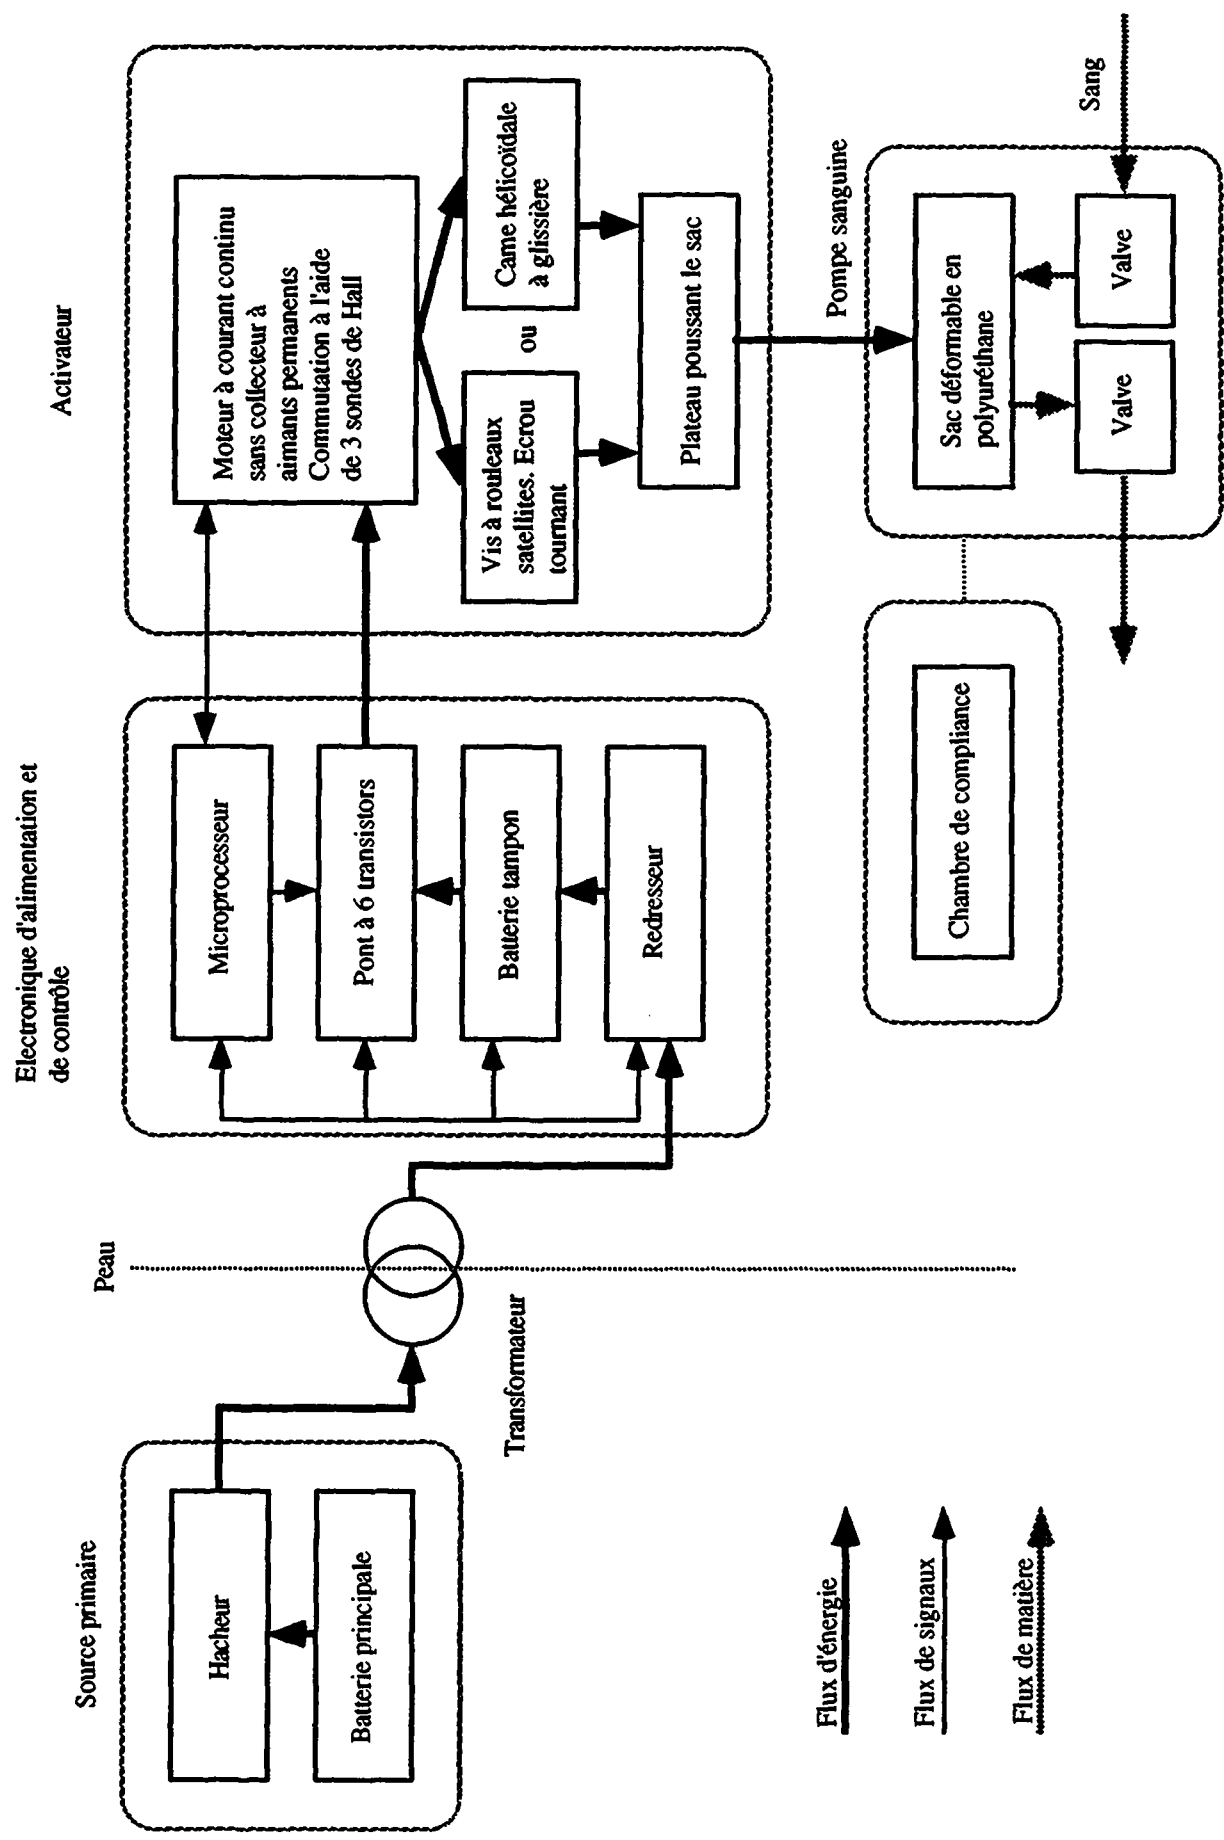 Source primaire
Hacheur
Batterie principale
Transformateur
Peau
Electronique d'alimentation et
de contrôle
Microprocesseur
Pont à 6 transistors
Batterie tampon
Redresseur
Activateur
Moteur à courant continu
sans collecteur à
aimants permanents
Commutation à l'aide
de 3 sondes de Hall
Vis à rouleaux
satellites. Ecrou
tournant
ou
Came hélicoïdale
à glissière
Plateau poussant le sac
Pompe sanguine
Sac déformable en
polyuréthane
Valve
Valve
Sang
Chambre de compliance
Flux d'énergie
Flux de signaux
Flux de matière